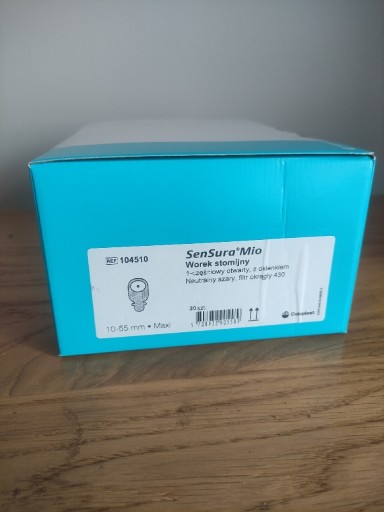 REF 104510
SenSura® Mio
Worek stomijny
1-częściowy otwarty, z okienkiem
Neutralny szary, filtr okrągły 430
30 szt.
10-55 mm • Maxi
Coloplast